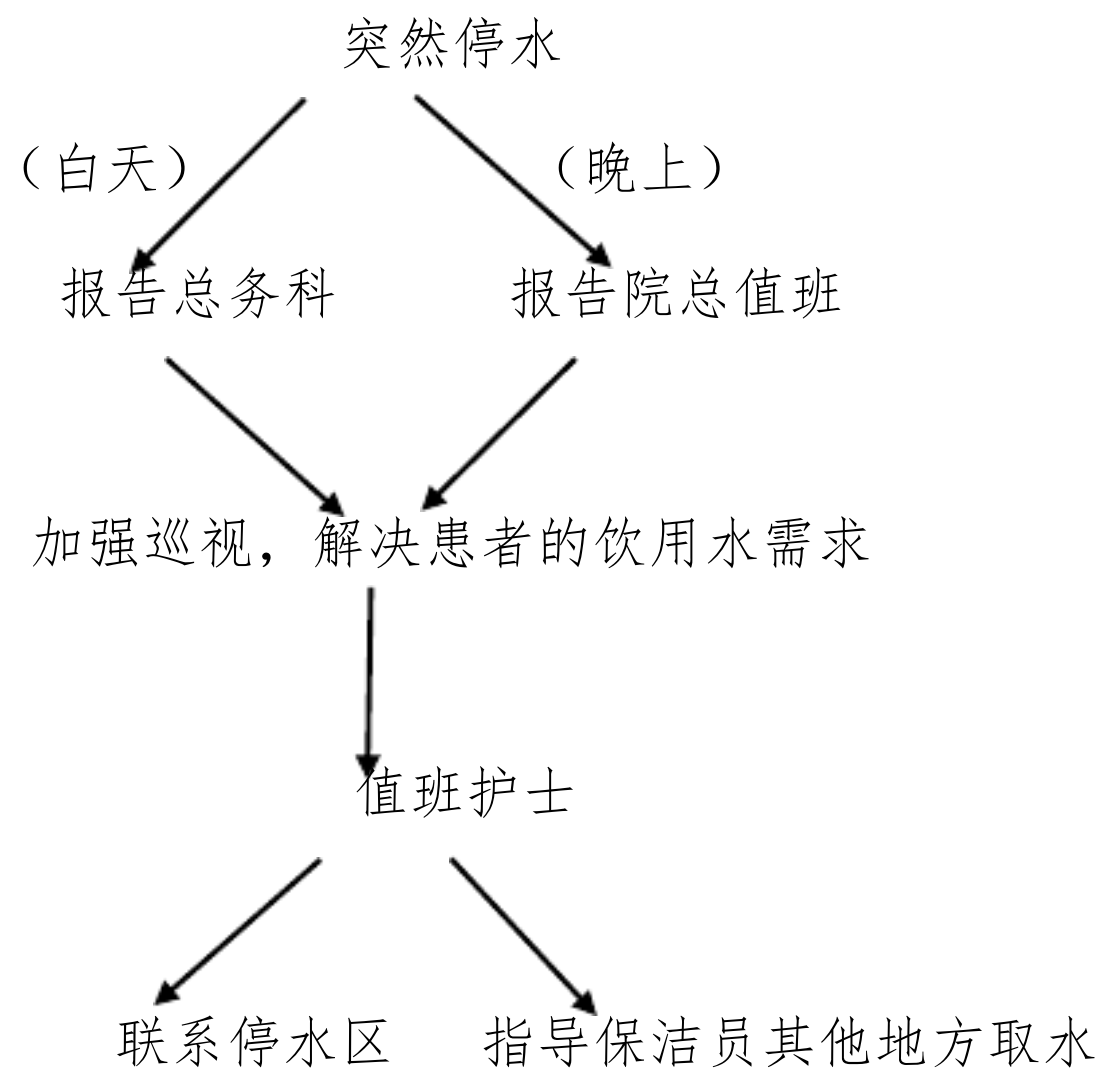 突然停水
（白天）
（晚上）
报告总务科
报告院总值班
加强巡视，解决患者的饮用水需求
值班护士
联系停水区
指导保洁员其他地方取水